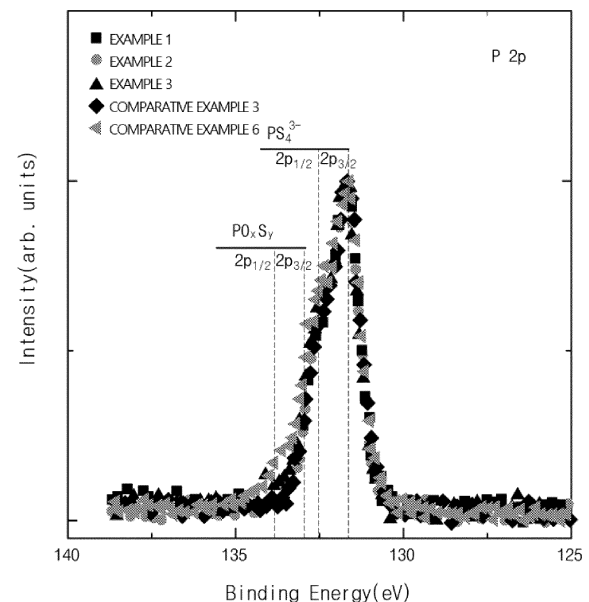 EXAMPLE 1
P 2p
EXAMPLE 2
EXAMPLE 3
COMPARATIVE EXAMPLE 3
COMPARATIVE EXAMPLE 6
PS₄³⁻
2p₁/₂ 2p₃/₂
POₓSᵧ
2p₁/₂ 2p₃/₂
Intensity(arb. units)
140 135 130 125
Binding Energy(eV)